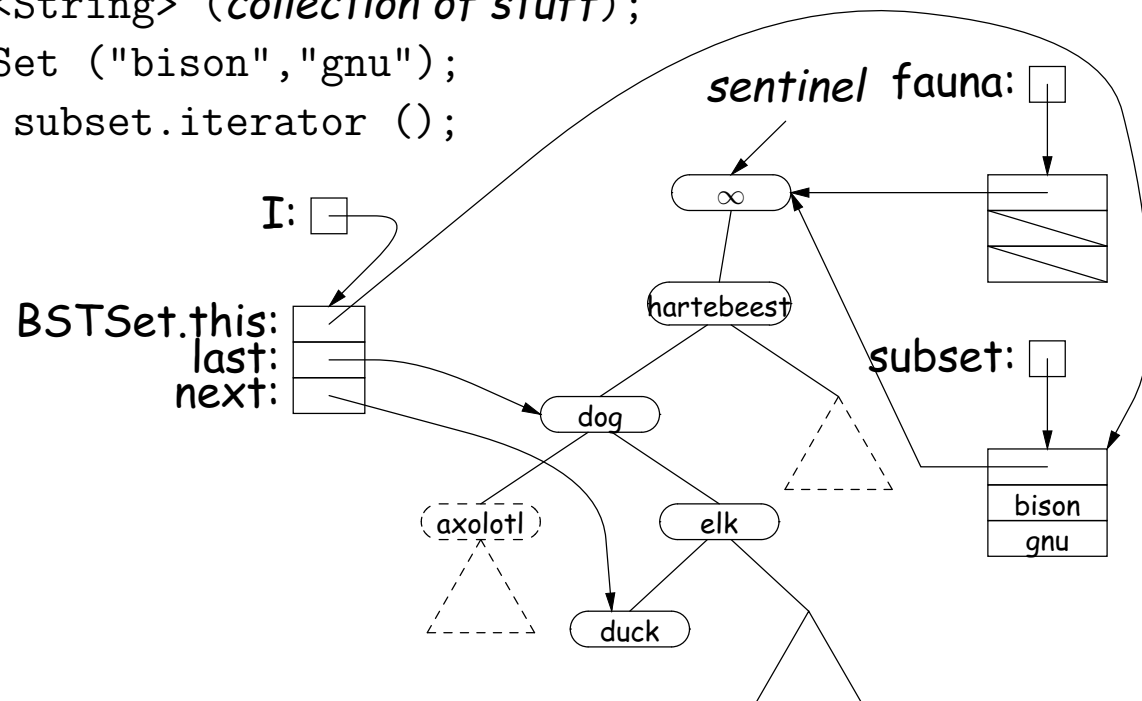 <String> (collection of stuff);
Set ("bison","gnu");
subset.iterator ();
sentinel fauna:
∞
I:
hartebeest
BSTSet.this:
last:
next:
subset:
dog
bison
axolotl
elk
gnu
duck